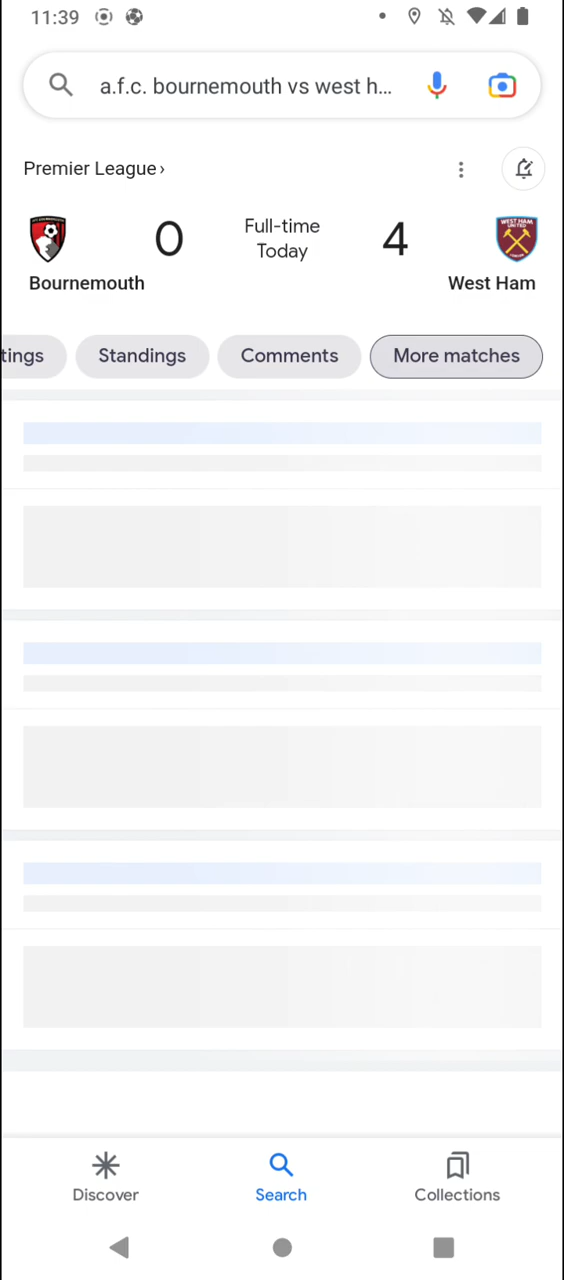 11:39
a.f.c. bournemouth vs west h...
Premier League ›
0 Full-time 4
Today
Bournemouth West Ham
tings Standings Comments More matches
Discover Search Collections